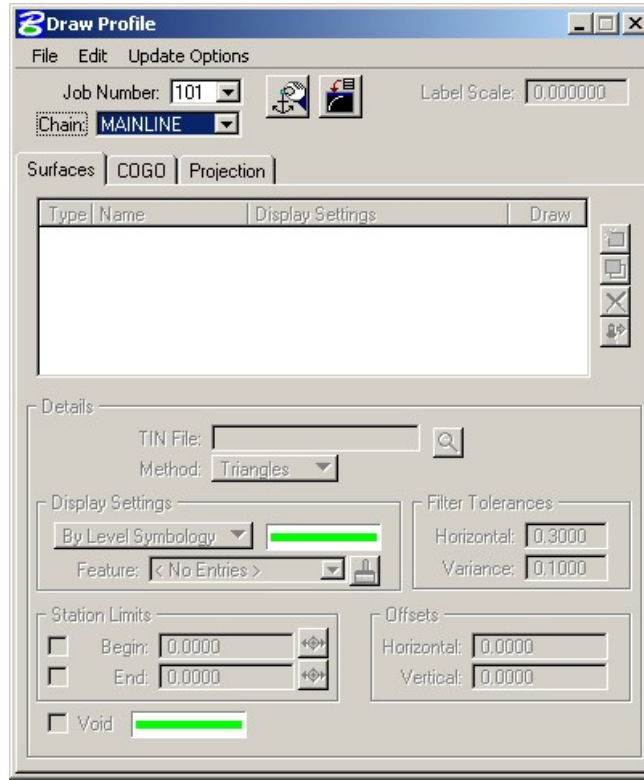 Draw Profile
File Edit Update Options
Job Number: 101
Label Scale: 0.000000
Chain: MAINLINE
Surfaces COGO Projection
Type Name Display Settings Draw
Details
TIN File:
Method: Triangles
Display Settings
By Level Symbology
Feature: < No Entries >
Filter Tolerances
Horizontal: 0.3000
Variance: 0.1000
Station Limits
Begin: 0.0000
End: 0.0000
Offsets
Horizontal: 0.0000
Vertical: 0.0000
Void